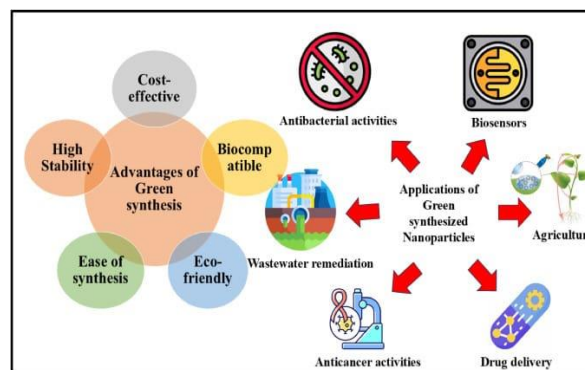 Cost-
effective
High
Stability
Advantages of
Green
synthesis
Biocomp
atible
Ease of
synthesis
Eco-
friendly
Antibacterial activities
Biosensors
Applications of
Green
synthesized
Nanoparticles
Agricultur
Wastewater remediation
Anticancer activities
Drug delivery